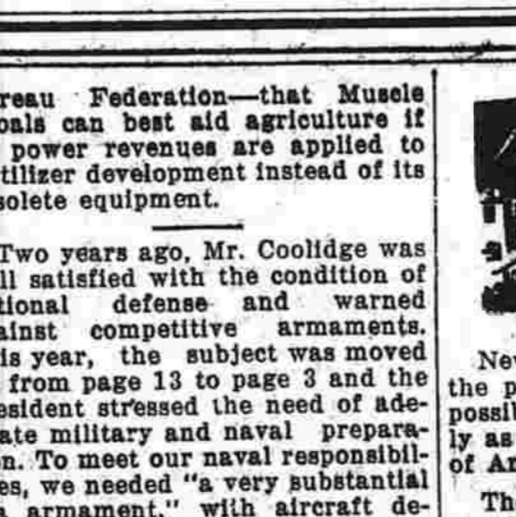 reau Federation—that Muscle
oals can best aid agriculture if
power revenues are applied to
tilizer development instead of its
solete equipment.
Two years ago, Mr. Coolidge was
ll satisfied with the condition of
tional defense and warned
ainst competitive armaments.
is year, the subject was moved
from page 13 to page 3 and the
esident stressed the need of ade-
ate military and naval prepara-
n. To meet our naval responsibil-
es, we needed "a very substantial
a armament," with aircraft de-
Nev
the p
possib
ly as
of Ar
Th